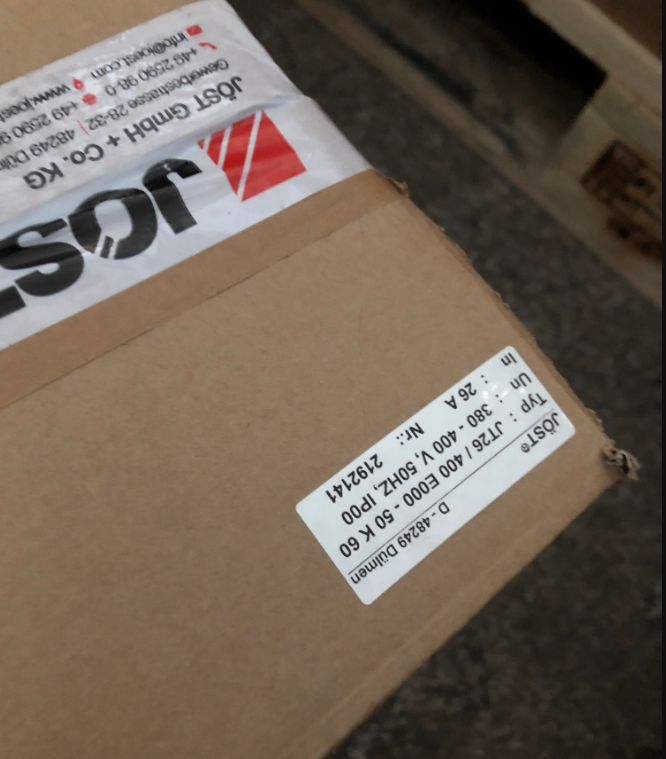 JÖST
JÖST GmbH + Co. KG
Gewerbestrasse 28-32 | 48249 Dülm
+49 2590 98-0
+49 2590 9
info@joest.com
www.joest
JÖST® D - 48249 Dülmen
Typ : JT26 / 400 E000 - 50 K 60
Un : 380 - 400 V, 50HZ, IP00
In : 26 A Nr.: 2192141